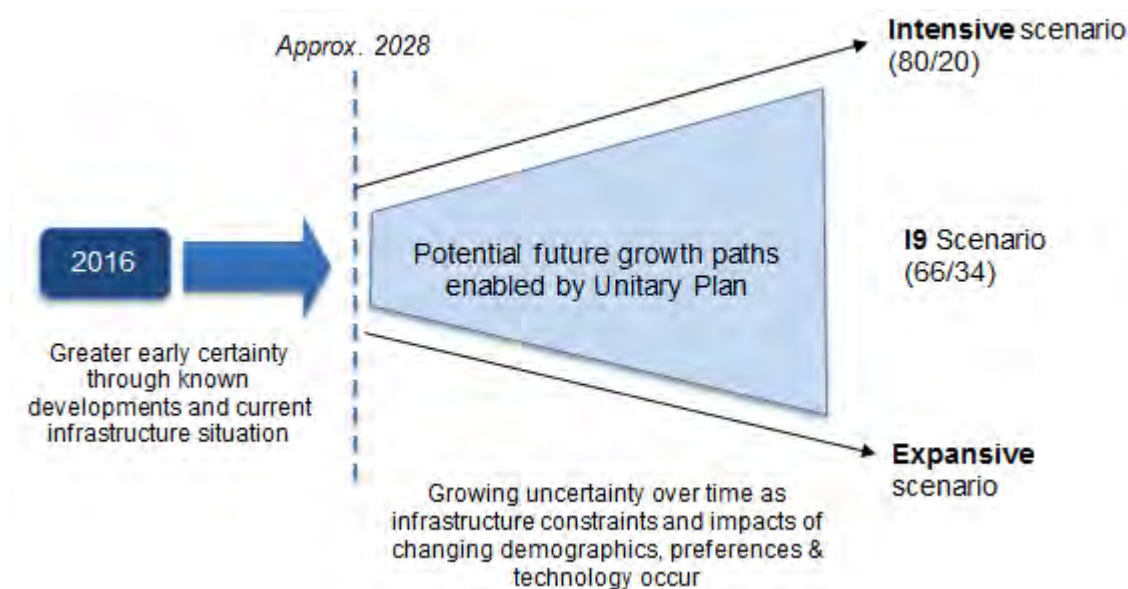 Approx. 2028
Intensive scenario
(80/20)
2016
Potential future growth paths
enabled by Unitary Plan
I9 Scenario
(66/34)
Greater early certainty
through known
developments and current
infrastructure situation
Expansive
scenario
Growing uncertainty over time as
infrastructure constraints and impacts of
changing demographics, preferences &
technology occur